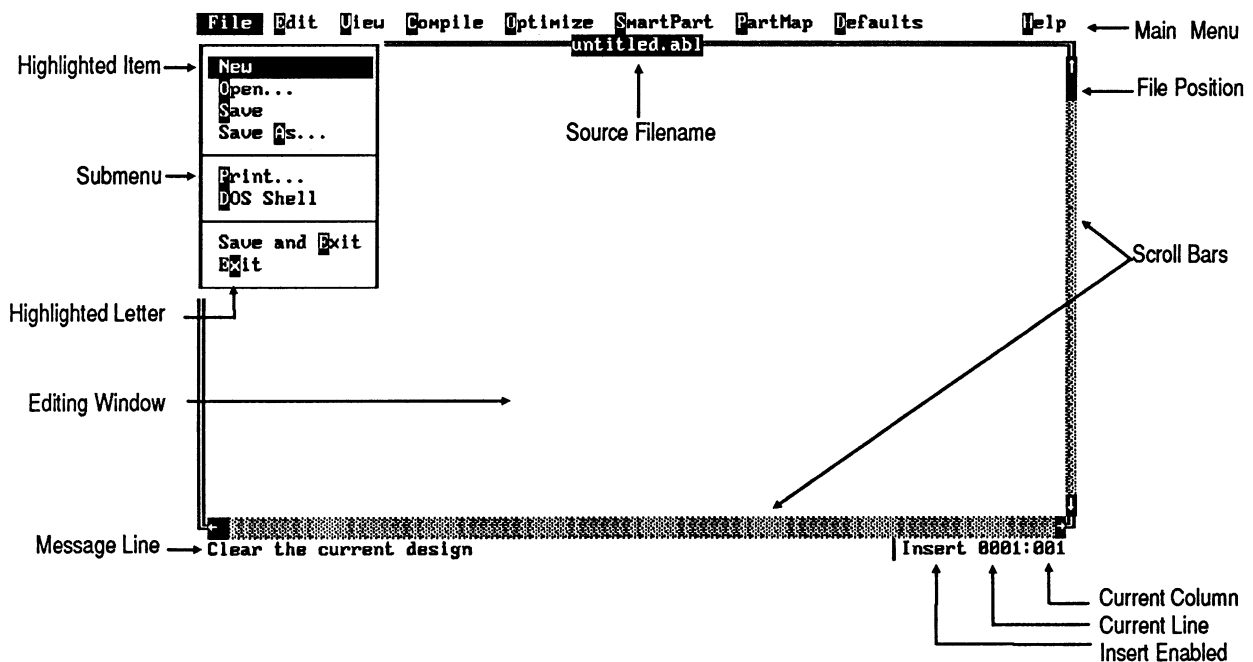 File Edit View Compile Optimize SmartPart PartMap Defaults Help
Main Menu
untitled.abl
Highlighted Item
New
Open...
Save
Save As...
File Position
Source Filename
Submenu
Print...
DOS Shell
Save and Exit
Exit
Scroll Bars
Highlighted Letter
Editing Window
Message Line
Clear the current design
Insert 0001:001
Current Column
Current Line
Insert Enabled